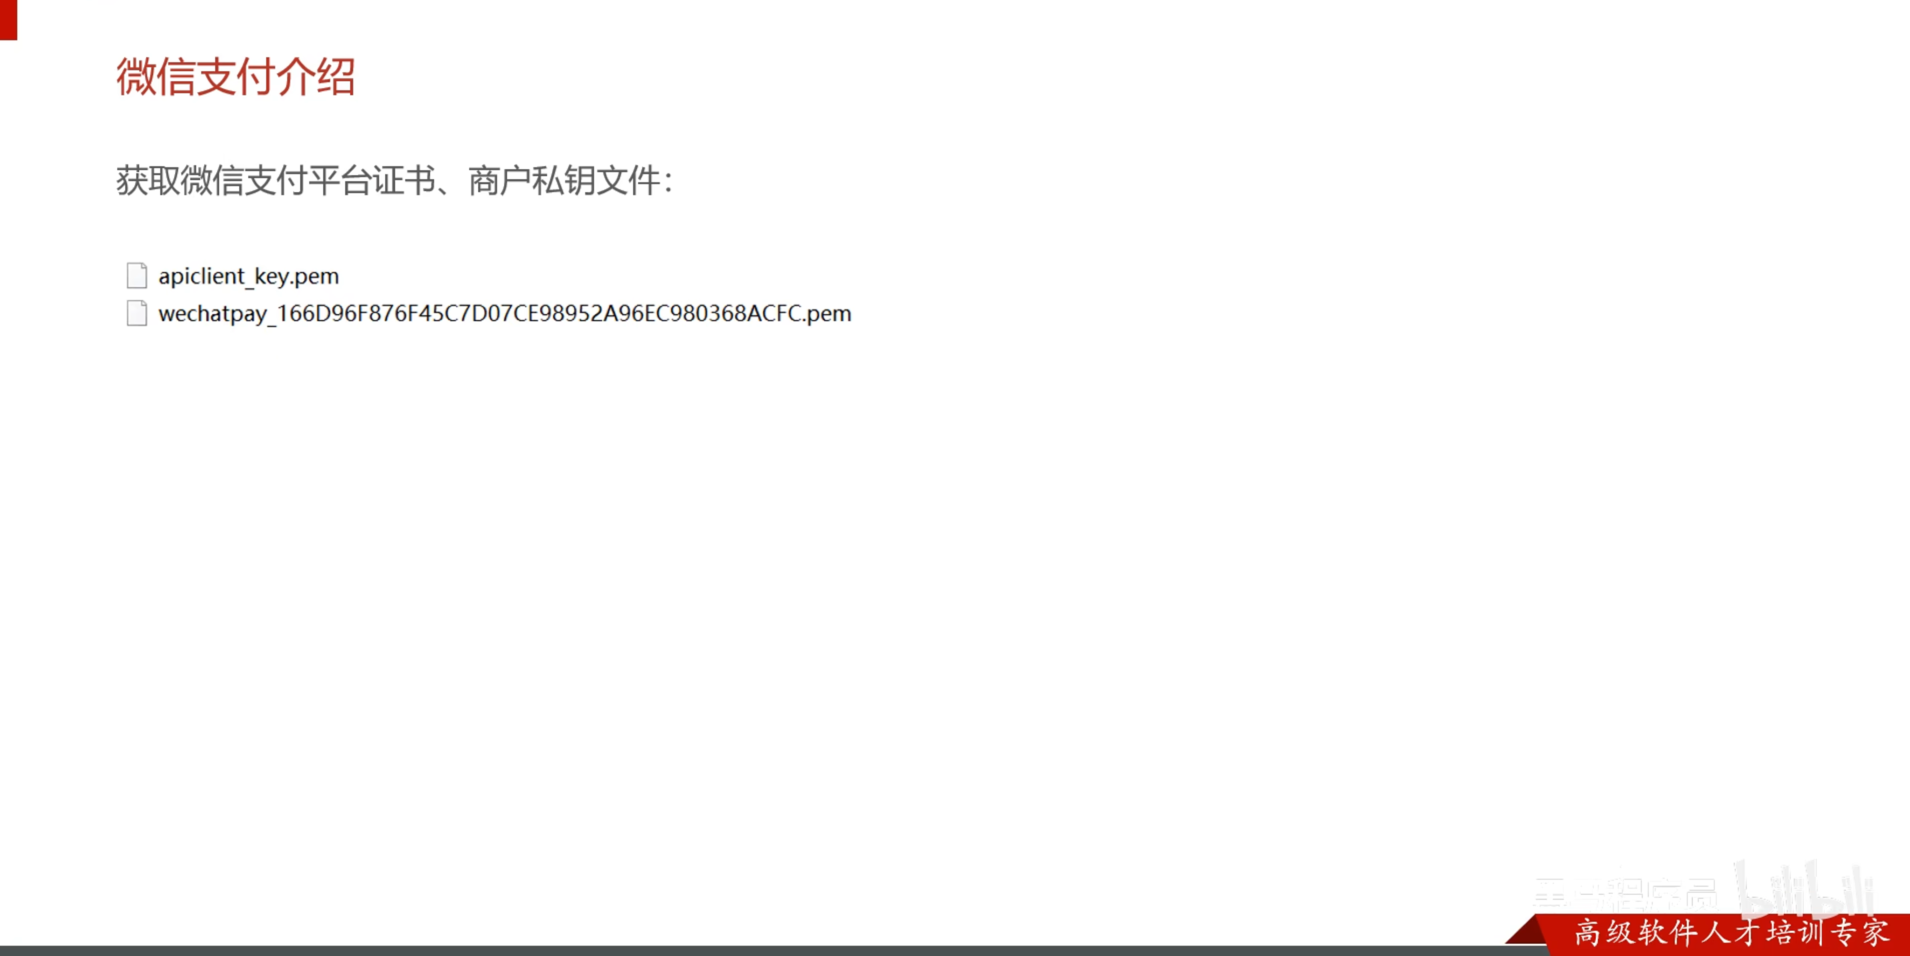 微信支付介绍
获取微信支付平台证书、商户私钥文件：
apiclient_key.pem
wechatpay_166D96F876F45C7D07CE98952A96EC980368ACFC.pem
黑马程序员
bilibili
高级软件人才培训专家